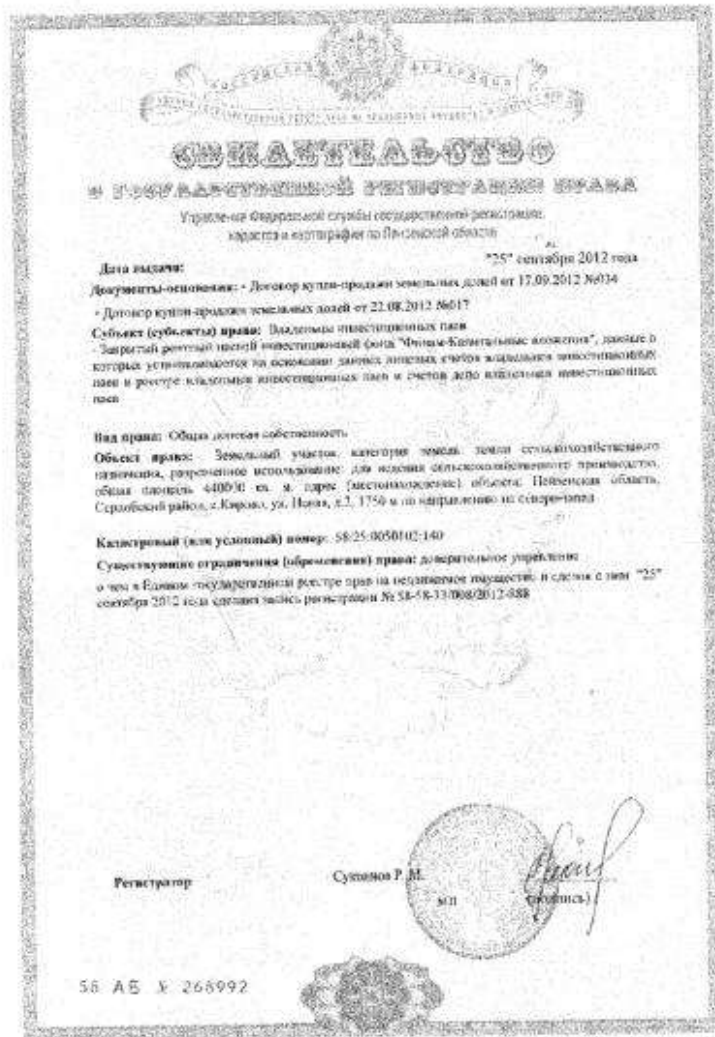 РОССИЙСКАЯ ФЕДЕРАЦИЯ
СВИДЕТЕЛЬСТВО
О ГОСУДАРСТВЕННОЙ РЕГИСТРАЦИИ ПРАВА
Управление Федеральной службы государственной регистрации,
кадастра и картографии по Пензенской области
Дата выдачи: "25" сентября 2012 года
Документы-основания: • Договор купли-продажи земельных долей от 17.09.2012 №034
• Договор купли-продажи земельных долей от 22.08.2012 №017
Субъект (субъекты) права: Владельцы инвестиционных паев
- Закрытый рентный паевой инвестиционный фонд "Финам-Капитальные вложения", данные о
которых устанавливаются на основании данных лицевых счетов владельцев инвестиционных
паев в реестре владельцев инвестиционных паев и счетов депо владельцев инвестиционных
паев
Вид права: Общая долевая собственность
Объект права: Земельный участок, категория земель: земли сельскохозяйственного
назначения, разрешенное использование: для ведения сельскохозяйственного производства,
общая площадь кв. м, адрес (местонахождение) объекта: Пензенская область,
Сердобский район, с.Кирово, ул. д.2, 1750 м по направлению на северо-запад
Кадастровый (или условный) номер: 58:25:0050102:140
Существующие ограничения (обременения) права: доверительное управление
о чем в Едином государственном реестре прав на недвижимое имущество и сделок с ним "25"
сентября 2012 года сделана запись регистрации № 58-58-33/008/2012-888
Регистратор Р. М.
М.П. (подпись)
58 АБ № 268992